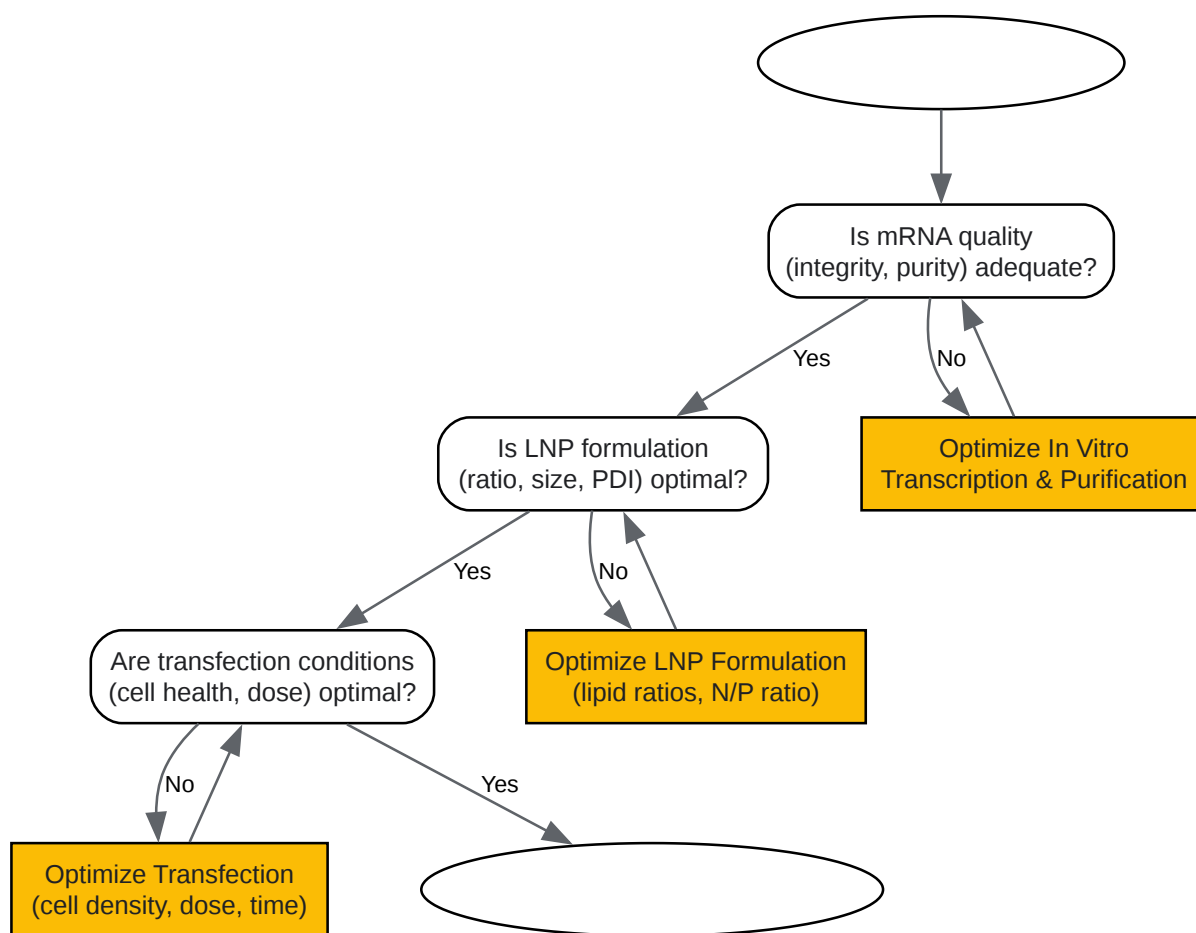 Is mRNA quality
(integrity, purity) adequate?
Yes
No
Is LNP formulation
(ratio, size, PDI) optimal?
Optimize In Vitro
Transcription & Purification
Yes
No
Are transfection conditions
(cell health, dose) optimal?
Optimize LNP Formulation
(lipid ratios, N/P ratio)
No
Yes
Optimize Transfection
(cell density, dose, time)